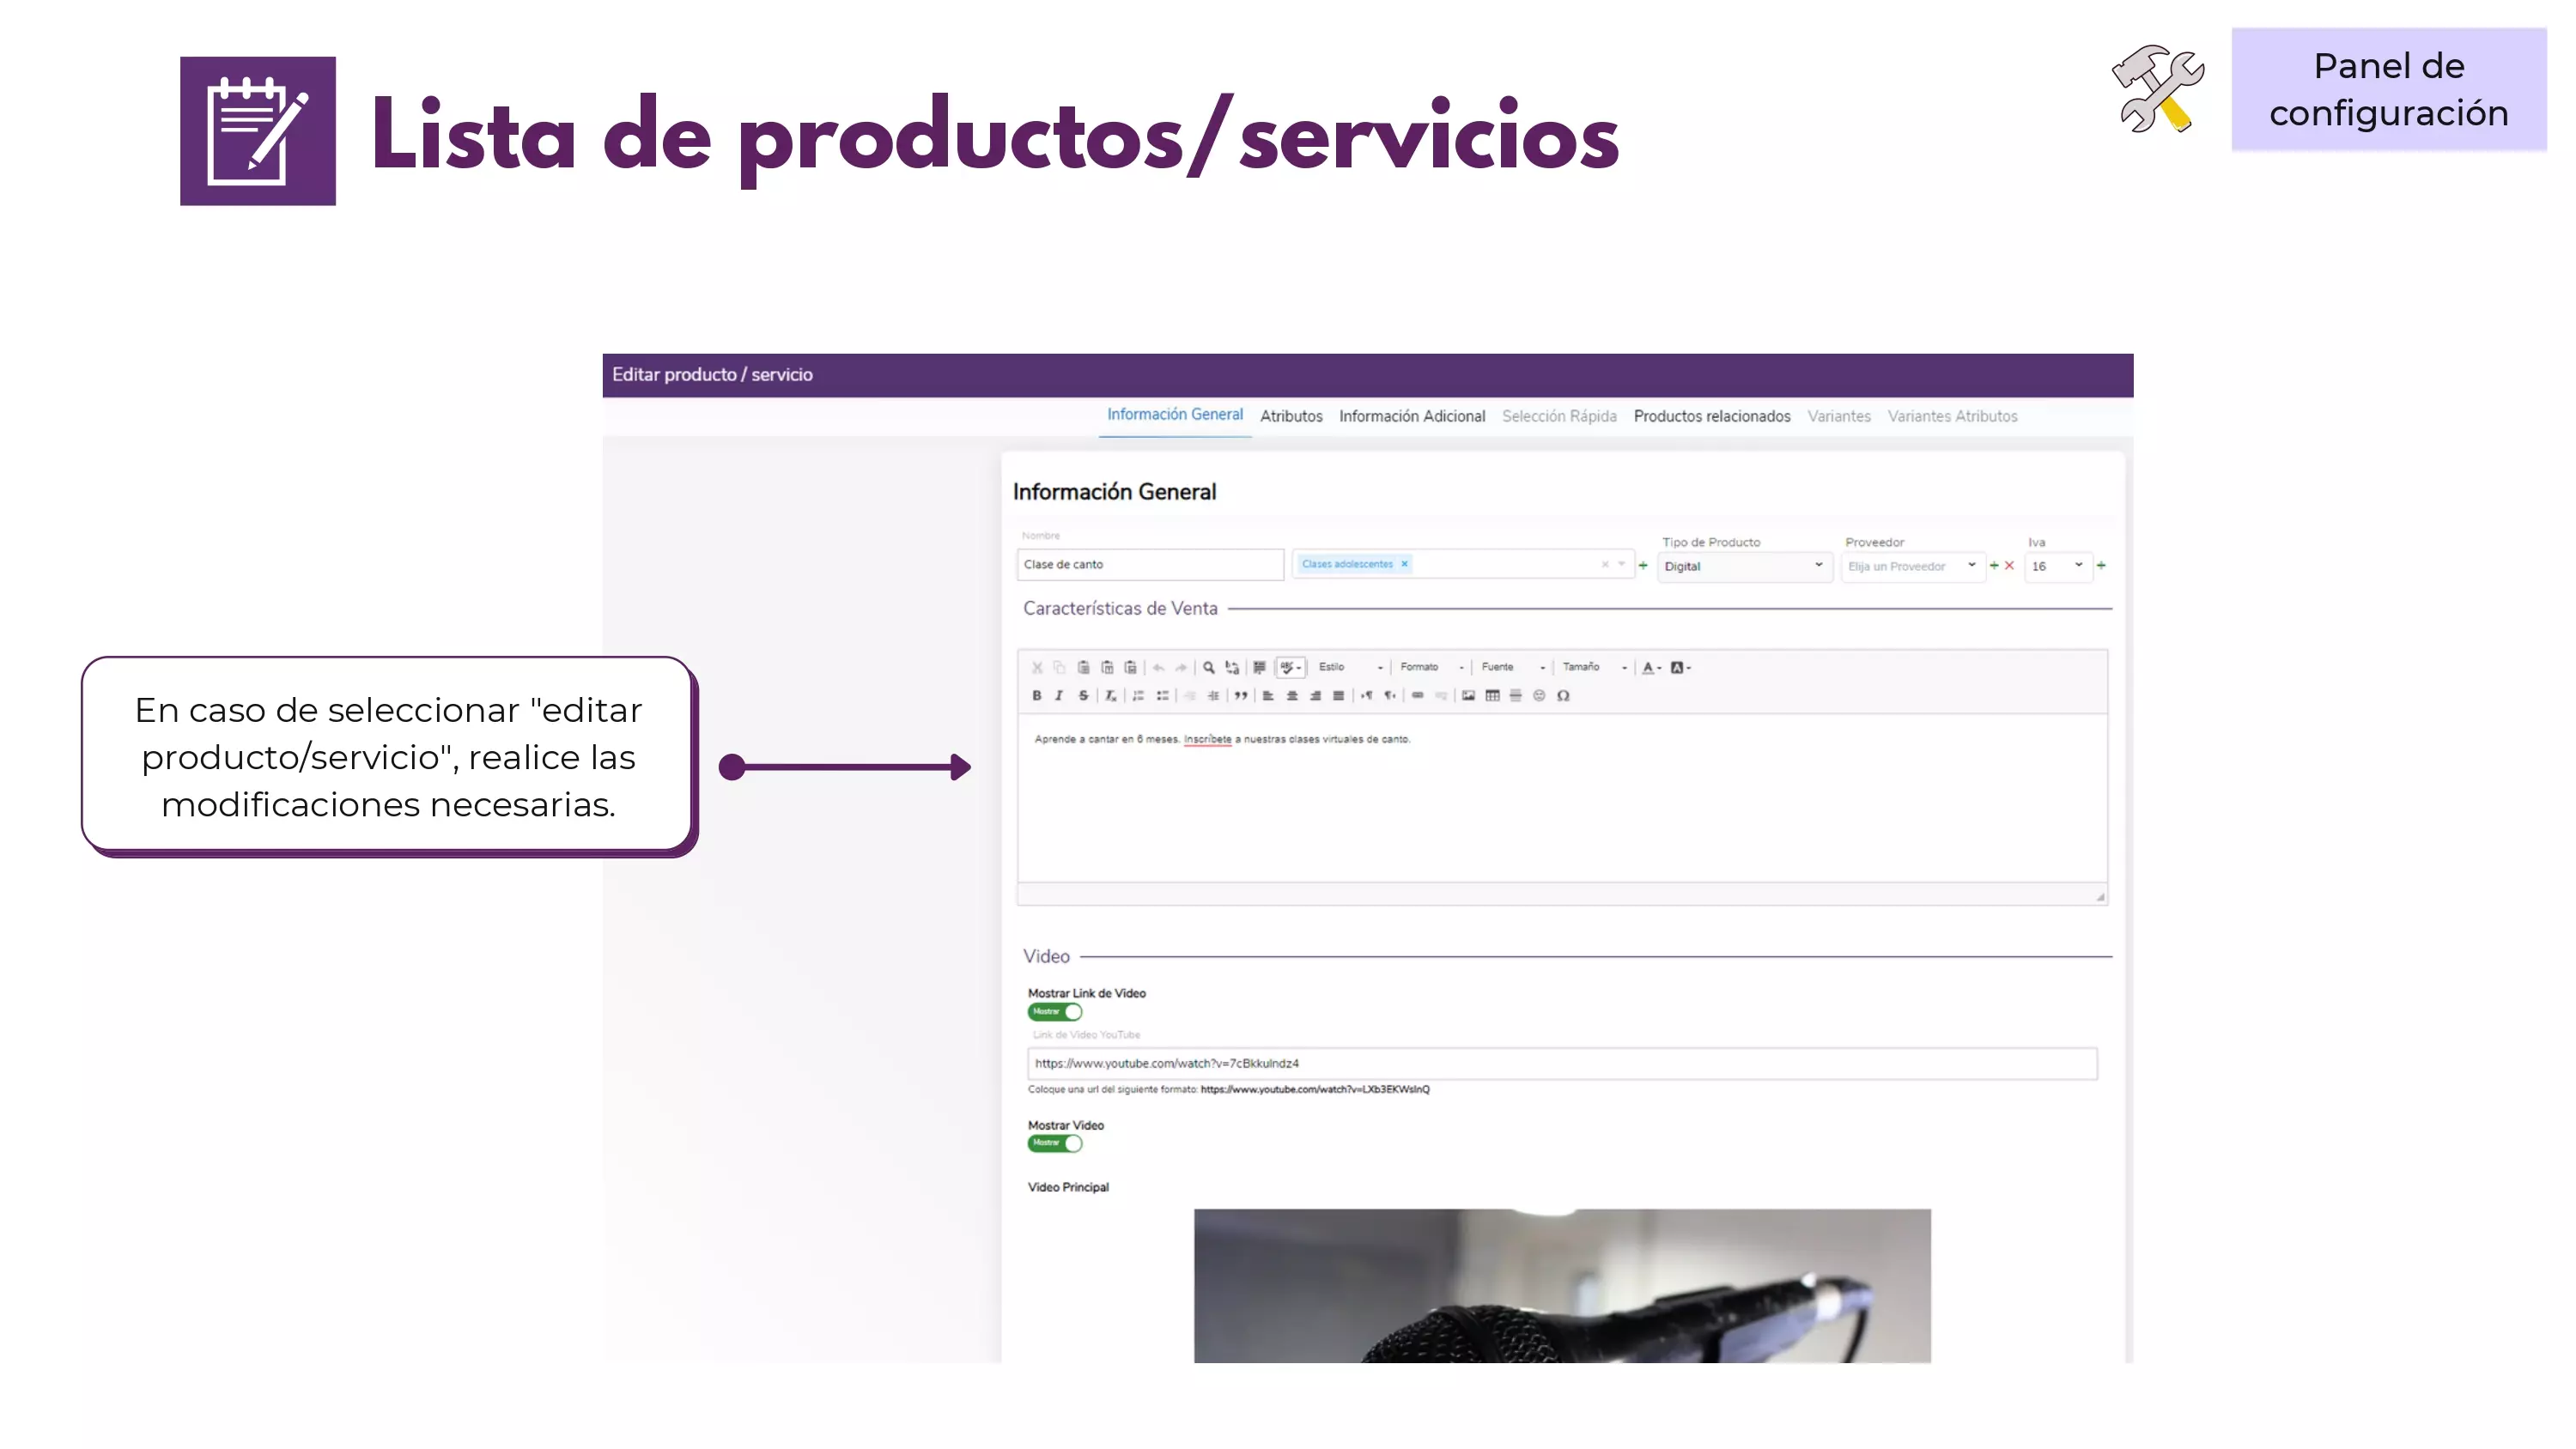 Lista de productos/servicios
Panel de
configuración
Editar producto / servicio
Información General Atributos Información Adicional Selección Rápida Productos relacionados Variantes Variantes Atributos
Información General
Nombre
Tipo de Producto Proveedor Iva
Clase de canto Clases adolescentes × Digital Elija un Proveedor 16
Características de Venta
Estilo Formato Fuente Tamaño
Aprende a cantar en 6 meses. Inscríbete a nuestras clases virtuales de canto.
En caso de seleccionar "editar
producto/servicio", realice las
modificaciones necesarias.
Video
Mostrar Link de Video
Mostrar
Link de Video YouTube
https://www.youtube.com/watch?v=7cBkkuIndz4
Coloque una url del siguiente formato: https://www.youtube.com/watch?v=LXb3EKWsInQ
Mostrar Video
Mostrar
Video Principal